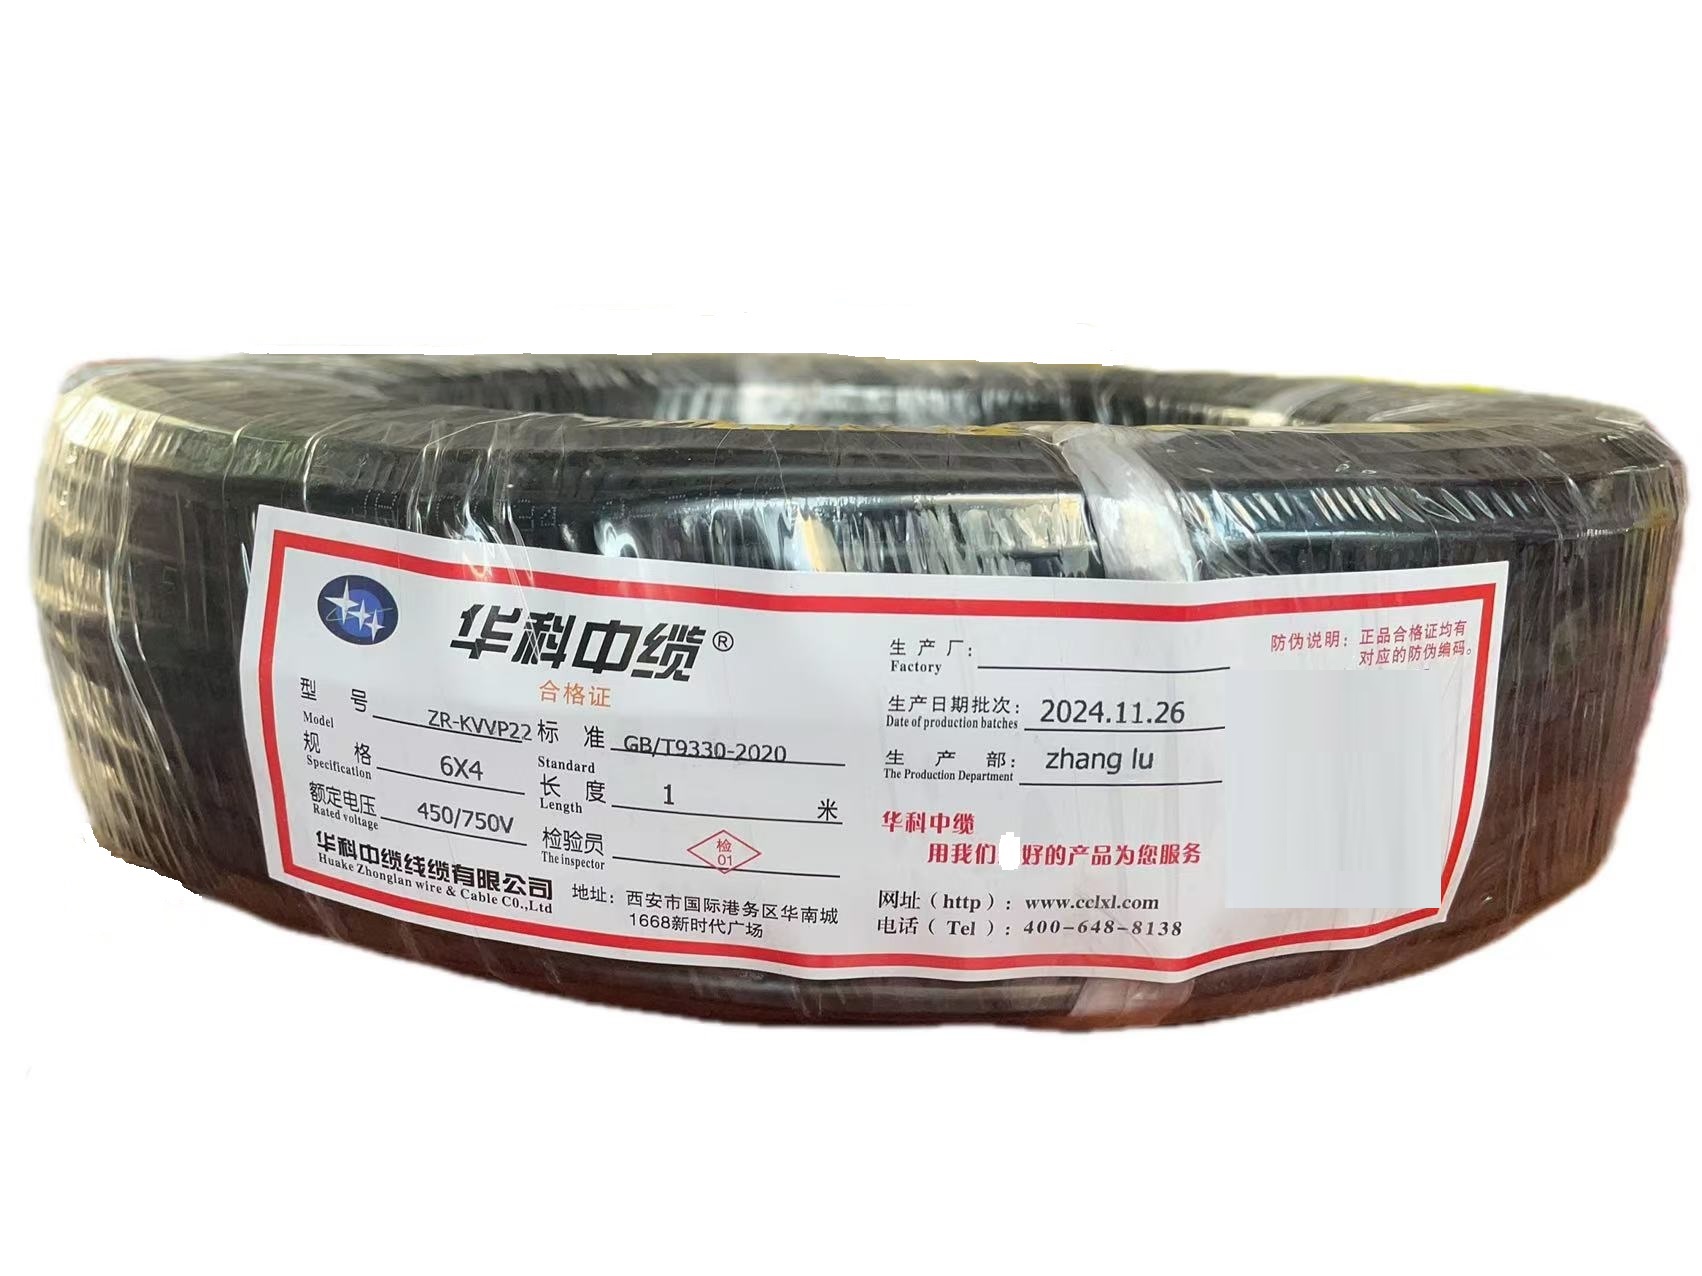 华科中缆®
合格证
型号 Model ZR-KVVP22
标准 Standard GB/T9330-2020
规格 Specification 6X4
长度 Length 1 米
额定电压 Rated voltage 450/750V
检验员 The inspector 检 01
华科中缆线缆有限公司
Huake Zhonglan wire & Cable CO.,Ltd
地址：西安市国际港务区华南城
1668新时代广场
生产厂： Factory
生产日期批次： Date of production batches 2024.11.26
生产部： The Production Department zhang lu
华科中缆
用我们 好的产品为您服务
网址（http）：www.cclxl.com
电话（Tel）：400-648-8138
防伪说明：正品合格证均有
对应的防伪编码。